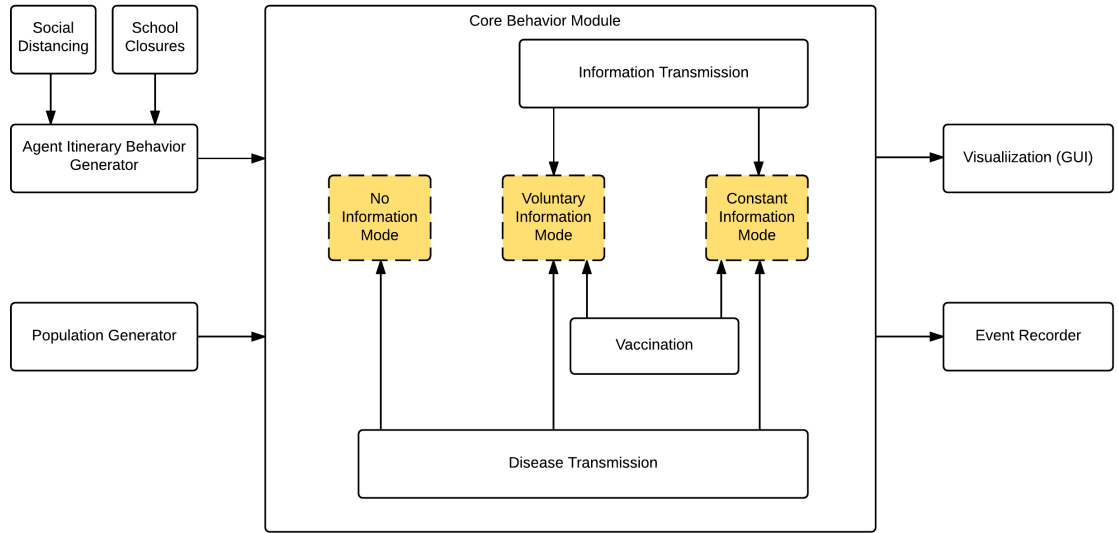 Core Behavior Module
Social
Distancing
School
Closures
Information Transmission
Agent Itinerary Behavior
Generator
Visualiization (GUI)
No
Information
Mode
Voluntary
Information
Mode
Constant
Information
Mode
Population Generator
Vaccination
Event Recorder
Disease Transmission